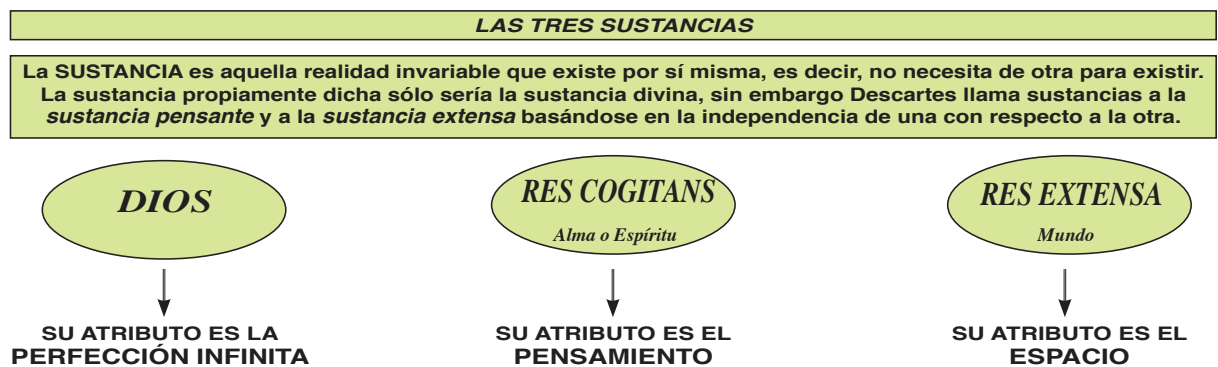 LAS TRES SUSTANCIAS
La SUSTANCIA es aquella realidad invariable que existe por sí misma, es decir, no necesita de otra para existir.
La sustancia propiamente dicha sólo sería la sustancia divina, sin embargo Descartes llama sustancias a la
sustancia pensante y a la sustancia extensa basándose en la independencia de una con respecto a la otra.
DIOS
RES COGITANS
Alma o Espíritu
RES EXTENSA
Mundo
SU ATRIBUTO ES LA
PERFECCIÓN INFINITA
SU ATRIBUTO ES EL
PENSAMIENTO
SU ATRIBUTO ES EL
ESPACIO